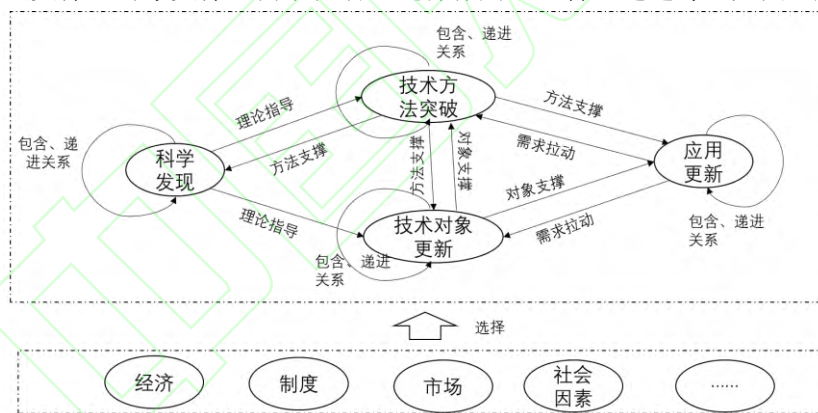 包含、递进
关系
技术方
法突破
理论指导
方法支撑
方法支撑
需求拉动
包含、递
进关系
科学
发现
方法支撑
对象支撑
应用
更新
对象支撑
理论指导
技术对象
更新
需求拉动
包含、递进
关系
包含、递进
关系
选择
经济
制度
市场
社会
因素
……